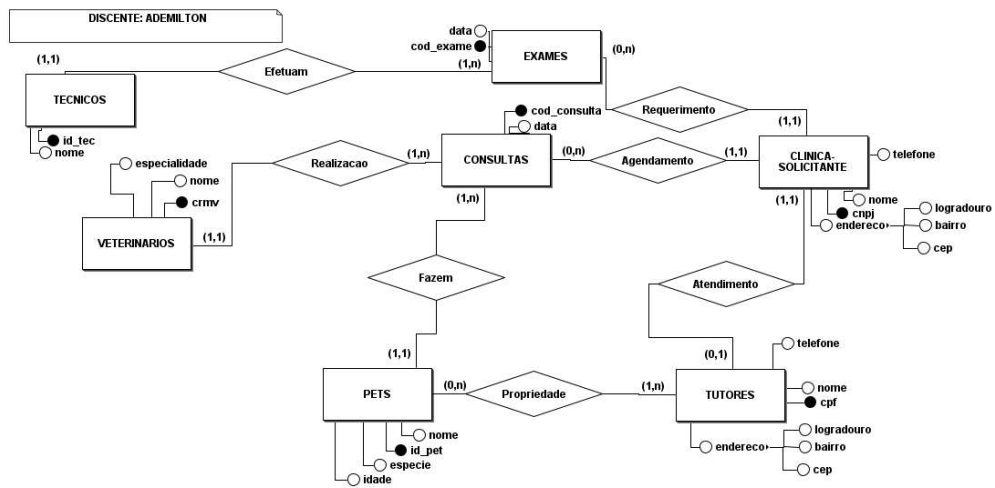 DISCENTE: ADEMILTON
data
cod_exame
EXAMES
(0,n)
(1,1)
Efetuam
(1,n)
TECNICOS
id_tec
nome
Requerimento
(1,1)
cod_consulta
data
especialidade
nome
crmv
VETERINARIOS
(1,1)
Realizacao
(1,n)
CONSULTAS
(0,n)
Agendamento
(1,1)
CLINICA-
SOLICITANTE
telefone
nome
cnpj
endereco
logradouro
bairro
cep
(1,n)
(1,1)
Fazem
Atendimento
(1,1)
(0,1)
telefone
PETS
(0,n)
Propriedade
(1,n)
TUTORES
nome
cpf
nome
id_pet
especie
idade
endereco
logradouro
bairro
cep